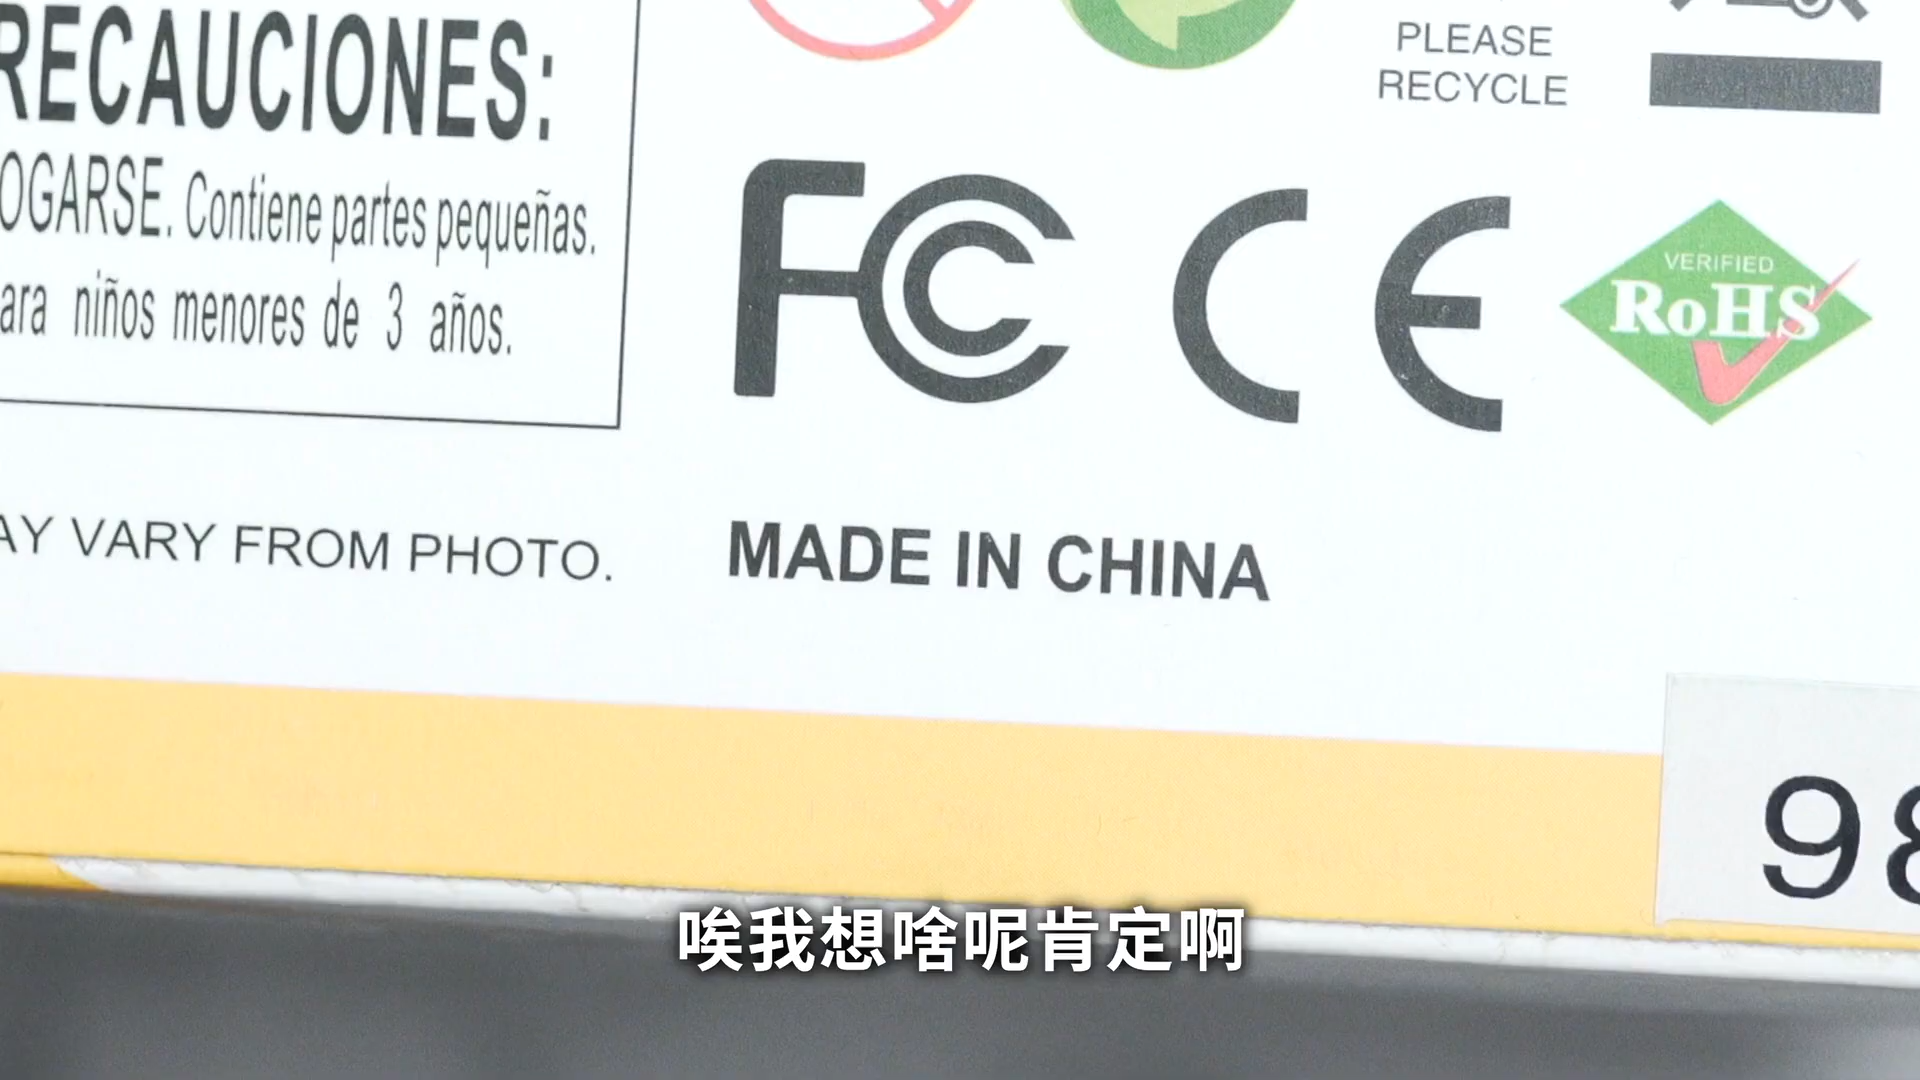 RECAUCIONES:
OGARSE. Contiene partes pequeñas.
ara niños menores de 3 años.
AY VARY FROM PHOTO.
PLEASE
RECYCLE
FC CE
VERIFIED
RoHS
MADE IN CHINA
98
唉我想啥呢肯定啊